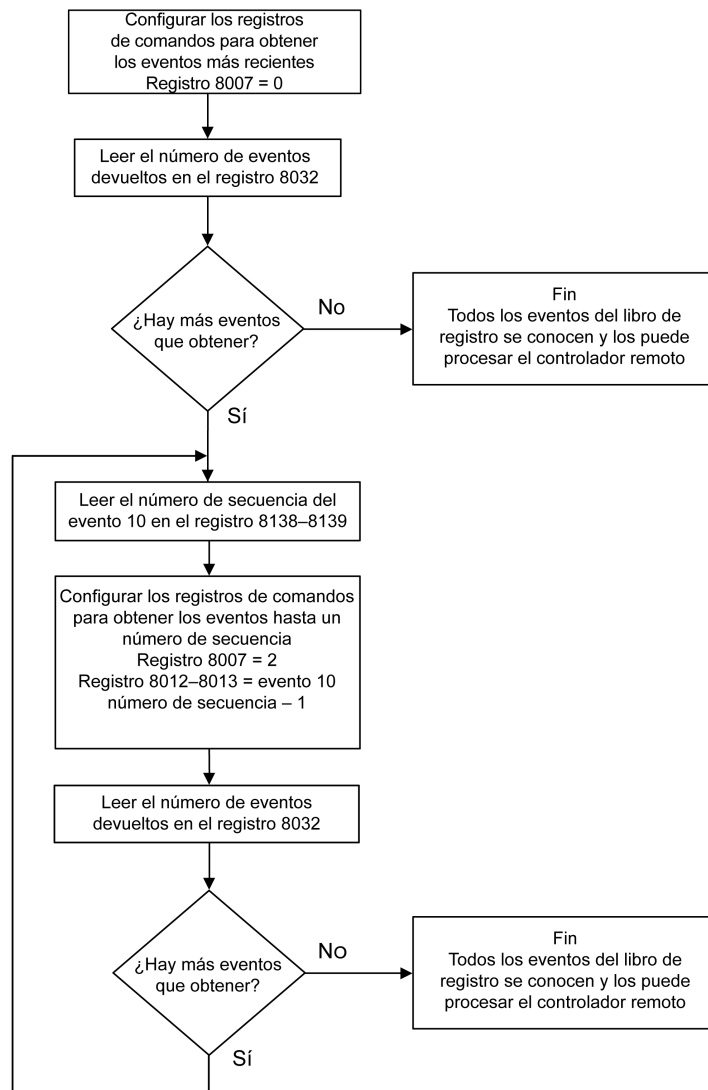 Configurar los registros
de comandos para obtener
los eventos más recientes
Registro 8007 = 0
Leer el número de eventos
devueltos en el registro 8032
¿Hay más eventos
que obtener?
No
Fin
Todos los eventos del libro de
registro se conocen y los puede
procesar el controlador remoto
Sí
Leer el número de secuencia del
evento 10 en el registro 8138–8139
Configurar los registros de comandos
para obtener los eventos hasta un
número de secuencia
Registro 8007 = 2
Registro 8012–8013 = evento 10
número de secuencia – 1
Leer el número de eventos
devueltos en el registro 8032
¿Hay más eventos
que obtener?
No
Fin
Todos los eventos del libro de
registro se conocen y los puede
procesar el controlador remoto
Sí